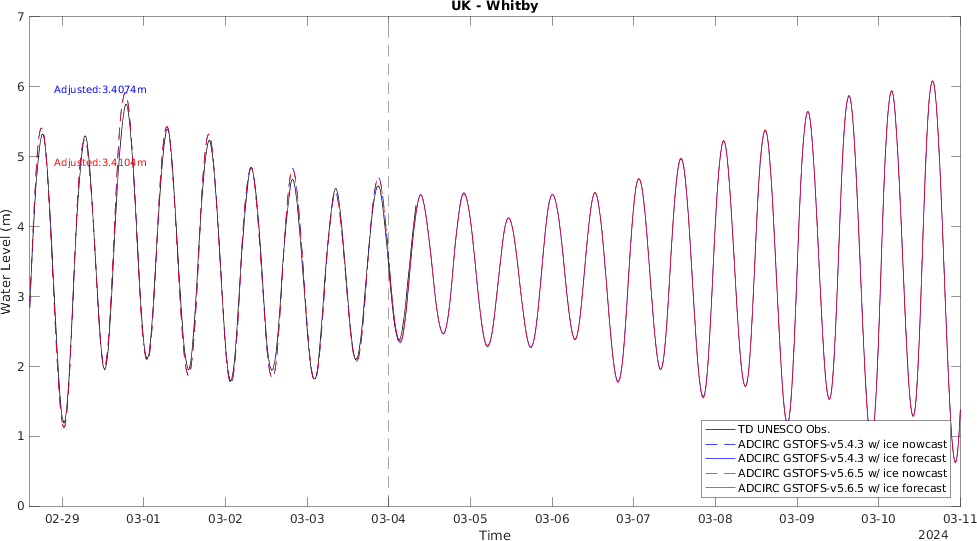 UK - Whitby
7
6
5
4
3
2
1
0
Water Level (m)
Adjusted:3.4074m
Adjusted:3.4104m
TD UNESCO Obs.
ADCIRC GSTOFS-v5.4.3 w/ ice nowcast
ADCIRC GSTOFS-v5.4.3 w/ ice forecast
ADCIRC GSTOFS-v5.6.5 w/ ice nowcast
ADCIRC GSTOFS-v5.6.5 w/ ice forecast
02-29 03-01 03-02 03-03 03-04 03-05 03-06 03-07 03-08 03-09 03-10 03-11
Time
2024